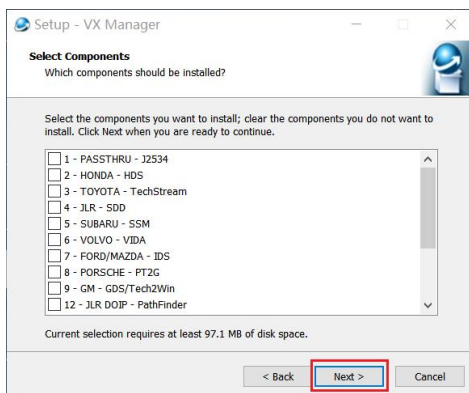 Setup - VX Manager
Select Components
Which components should be installed?
Select the components you want to install; clear the components you do not want to
install. Click Next when you are ready to continue.
1 - PASSTHRU - J2534
2 - HONDA - HDS
3 - TOYOTA - TechStream
4 - JLR - SDD
5 - SUBARU - SSM
6 - VOLVO - VIDA
7 - FORD/MAZDA - IDS
8 - PORSCHE - PT2G
9 - GM - GDS/Tech2Win
12 - JLR DOIP - PathFinder
Current selection requires at least 97.1 MB of disk space.
< Back Next > Cancel